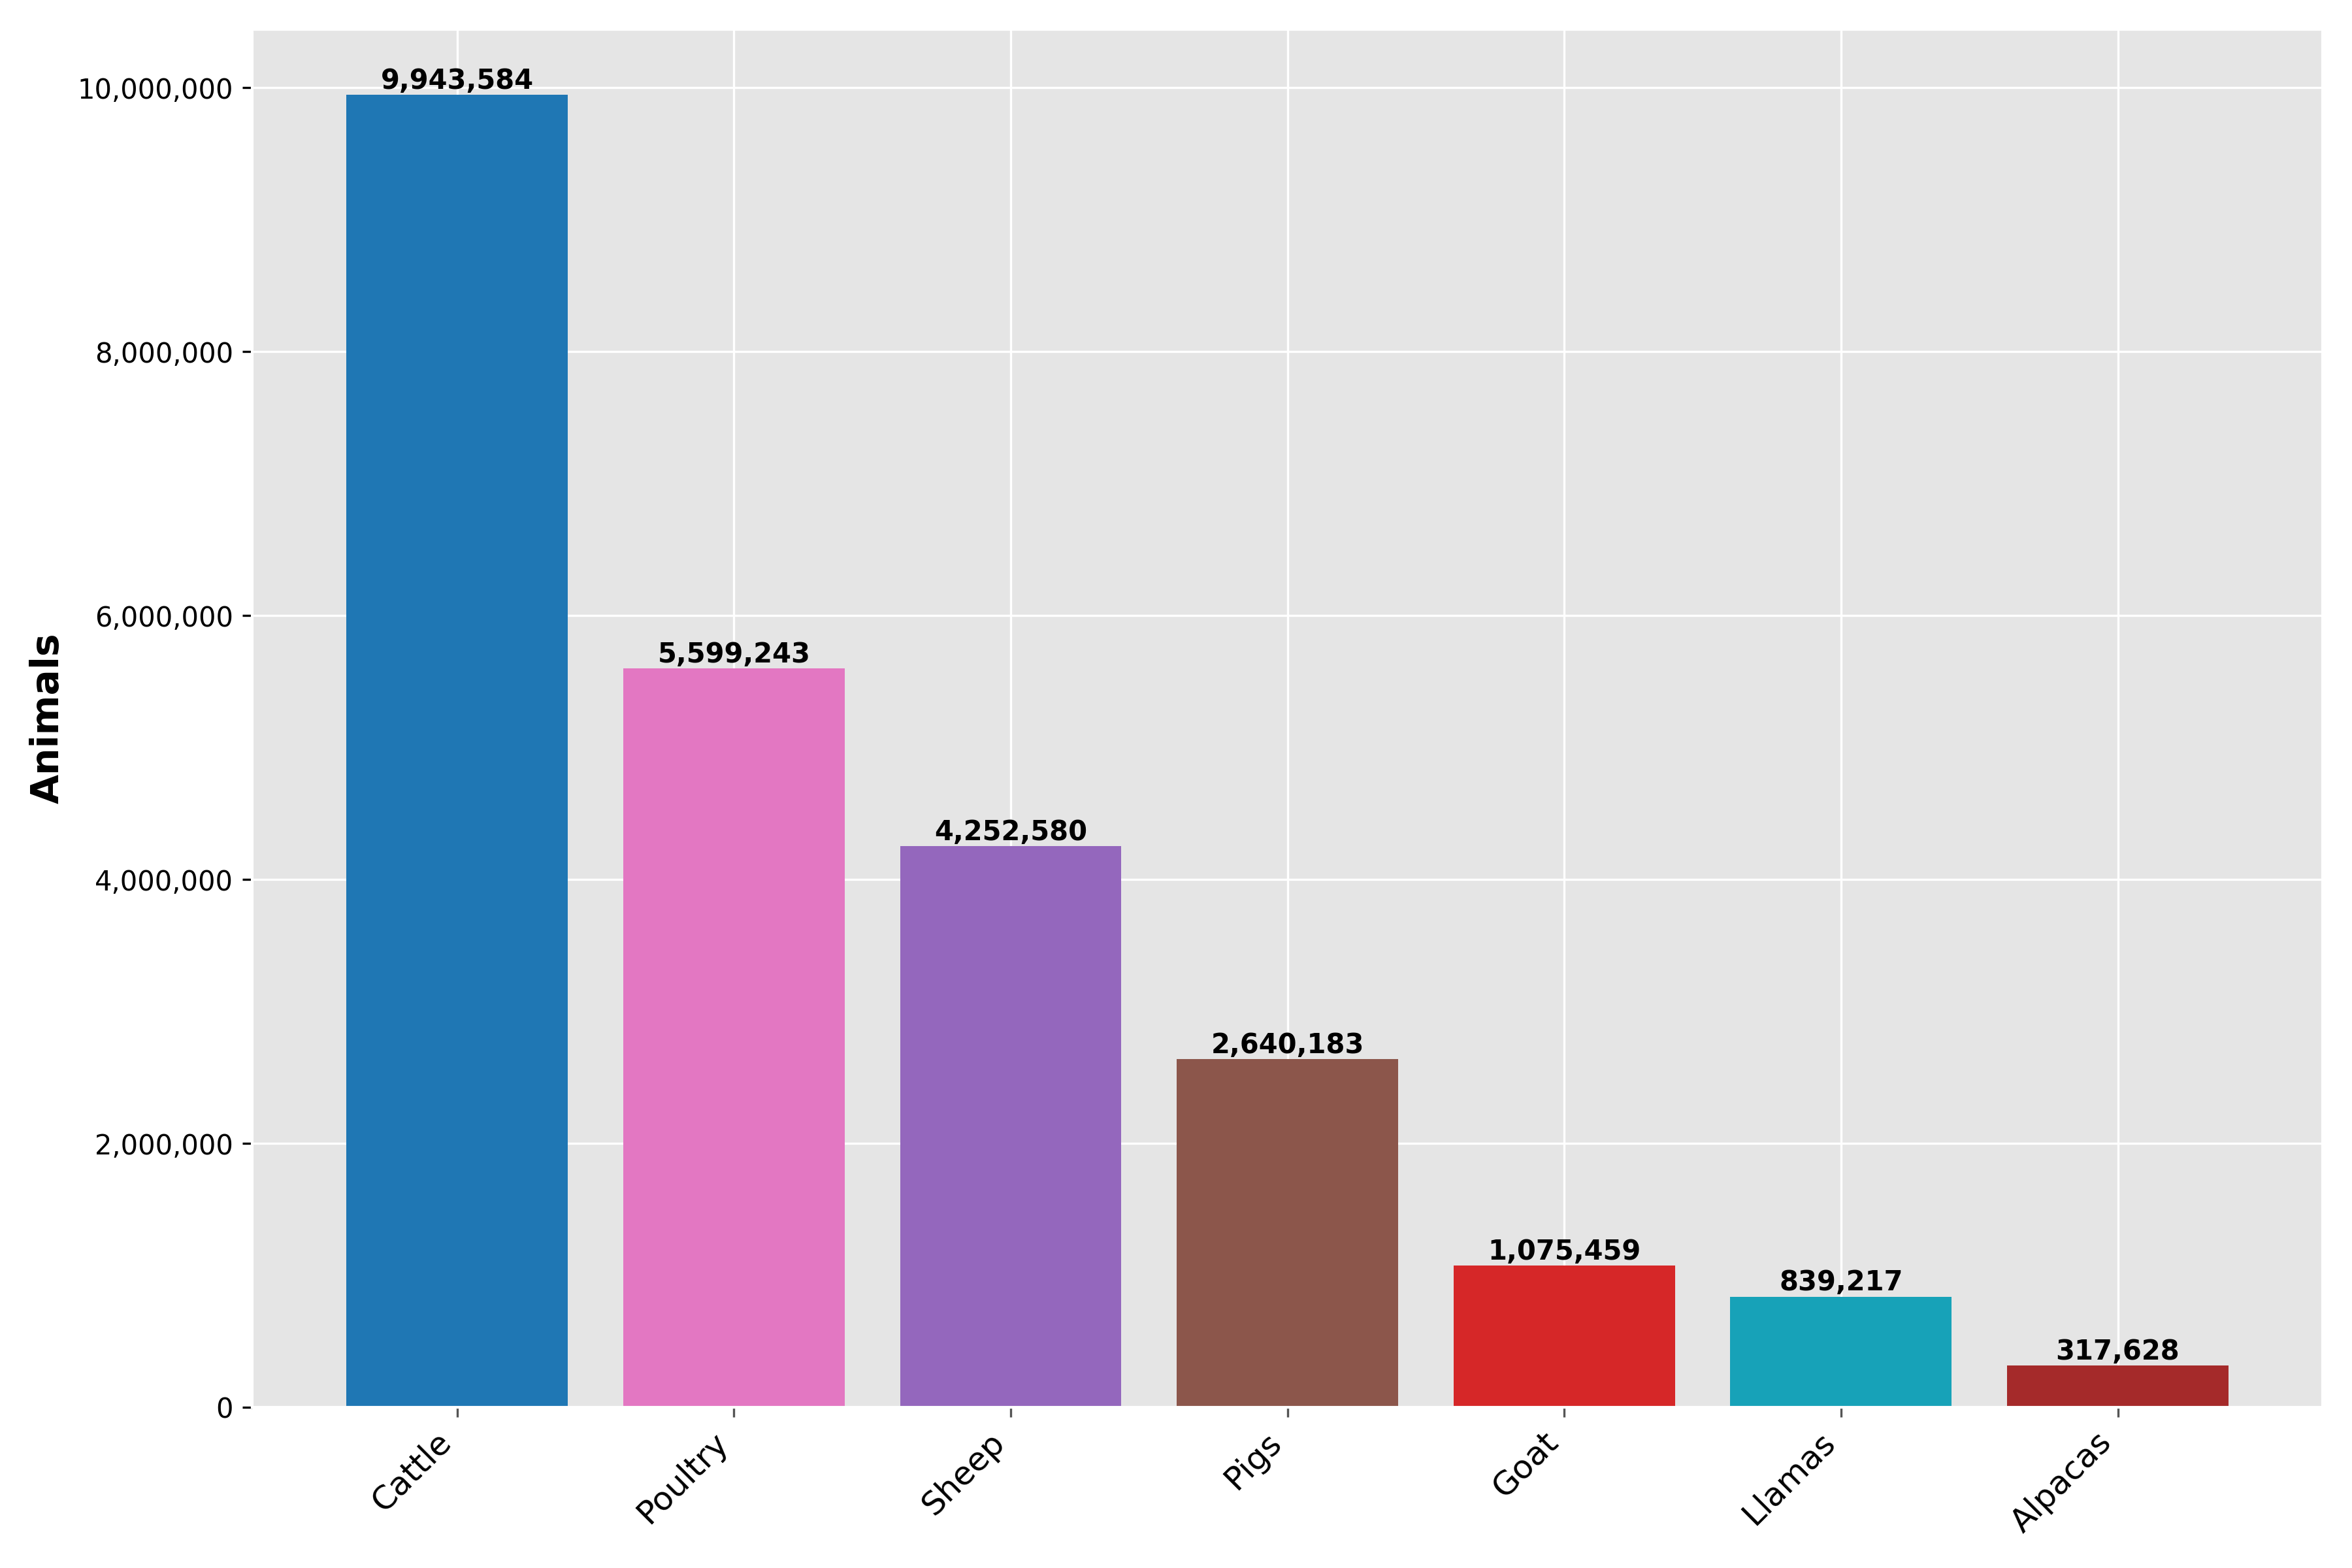 Animals
10,000,000
8,000,000
6,000,000
4,000,000
2,000,000
0
9,943,584
5,599,243
4,252,580
2,640,183
1,075,459
839,217
317,628
Cattle
Poultry
Sheep
Pigs
Goat
Llamas
Alpacas